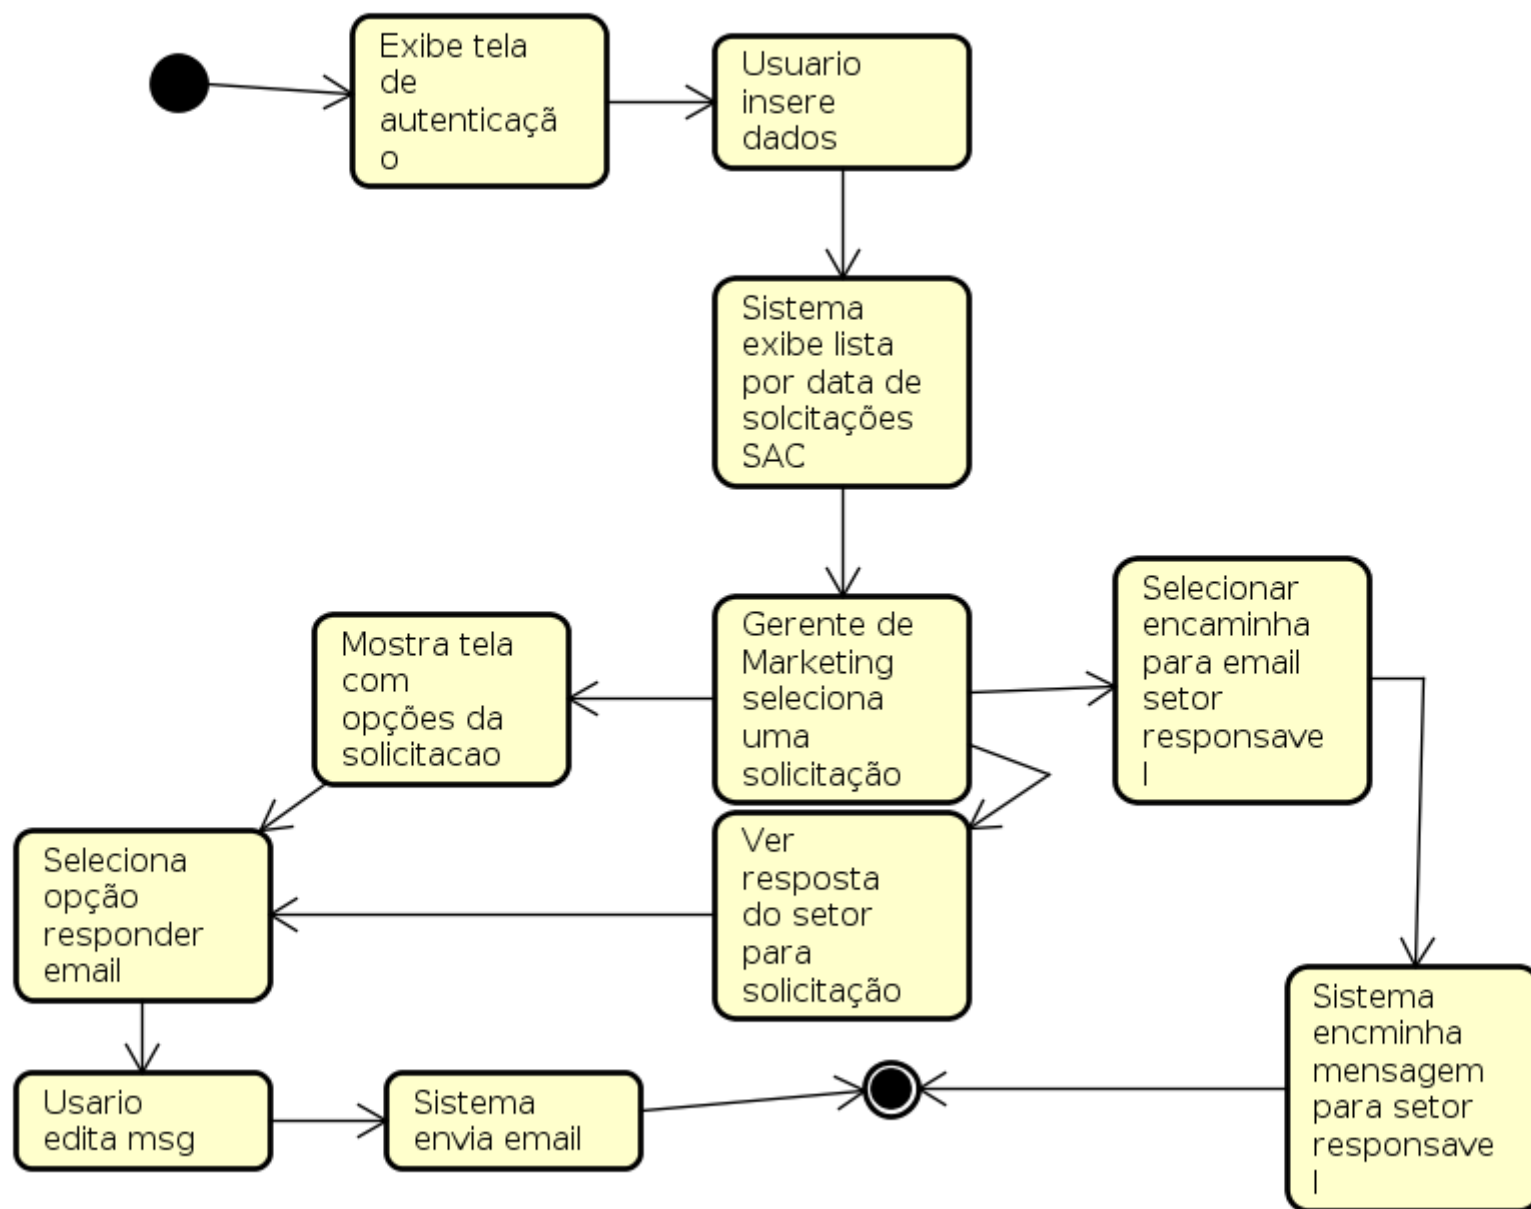 Exibe tela
de
autenticaçã
o
Usuario
insere
dados
Sistema
exibe lista
por data de
solcitações
SAC
Gerente de
Marketing
seleciona
uma
solicitação
Selecionar
encaminha
para email
setor
responsave
l
Mostra tela
com
opções da
solicitacao
Ver
resposta
do setor
para
solicitação
Seleciona
opção
responder
email
Sistema
encminha
mensagem
para setor
responsave
l
Usario
edita msg
Sistema
envia email